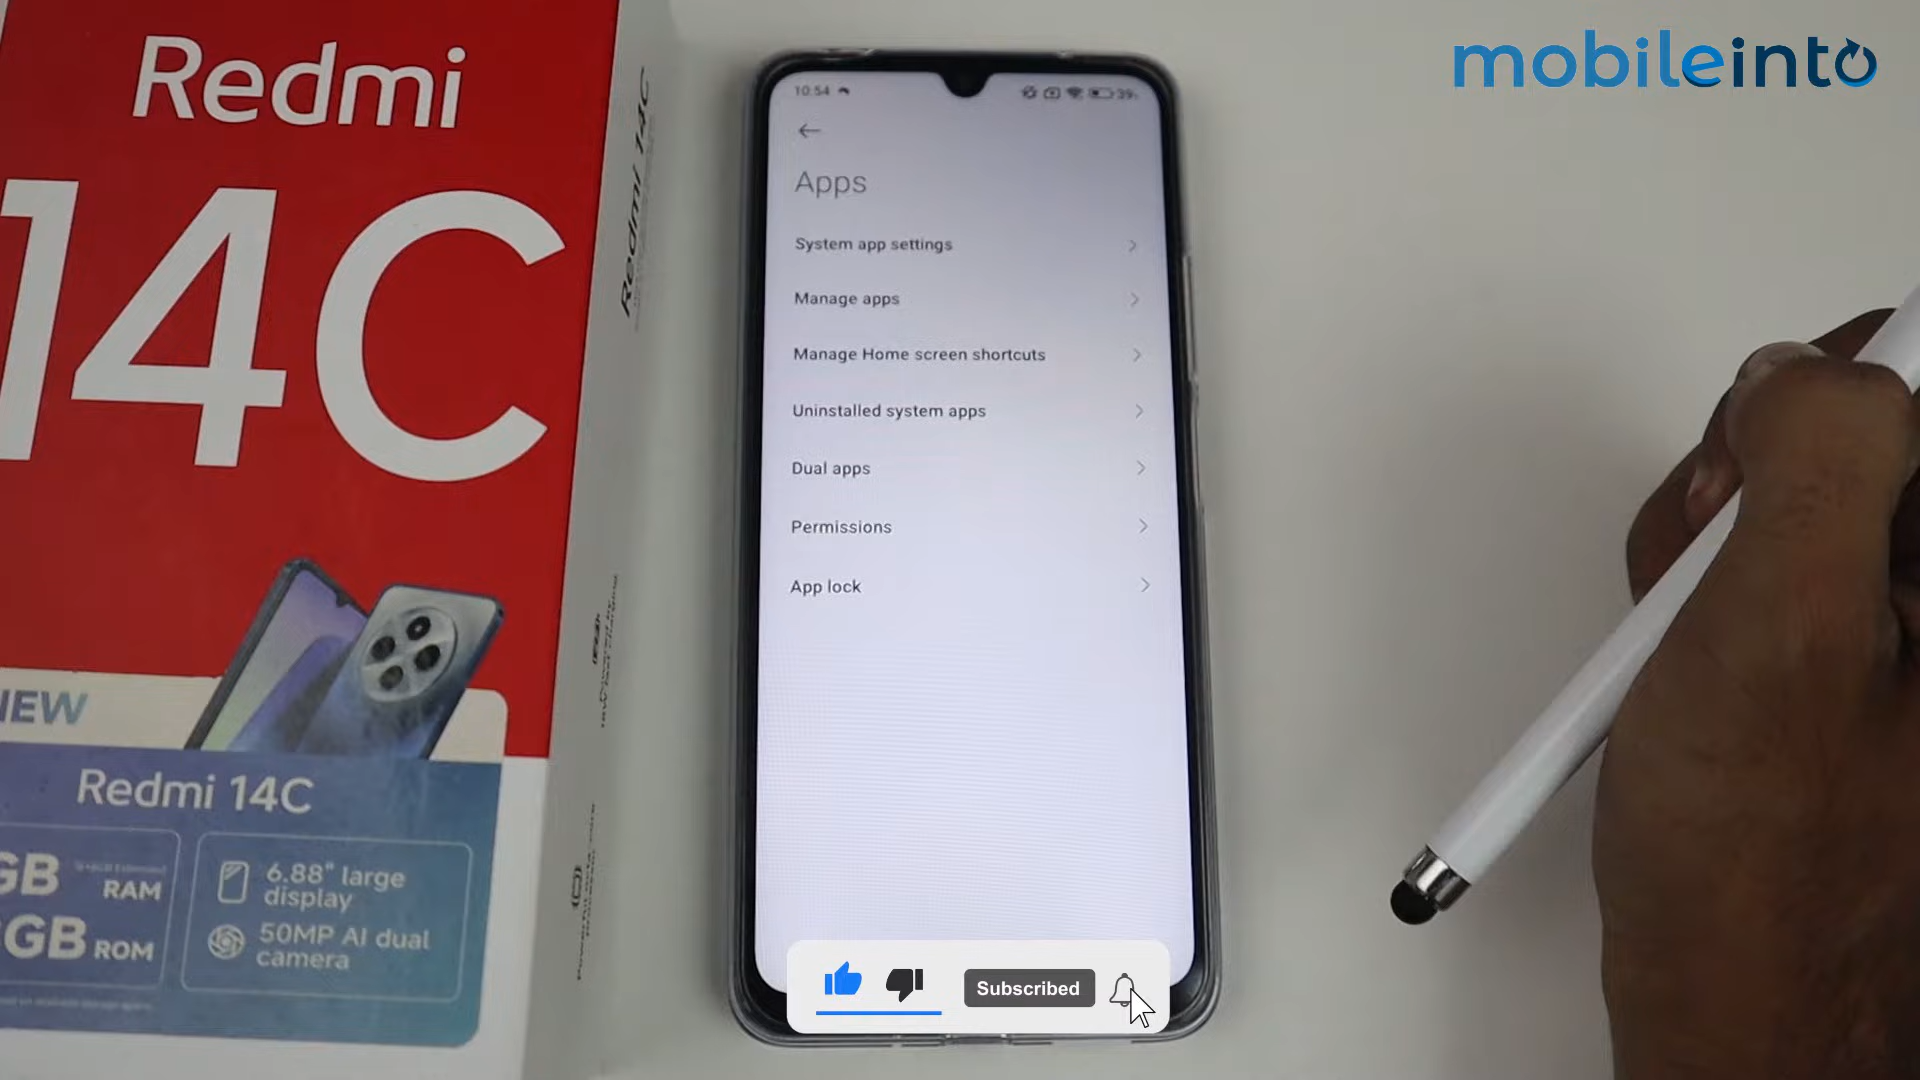 Redmi
14C
Redmi 14C
NEW
Redmi 14C
GB
RAM
GB ROM
6.88" large
display
50MP AI dual
camera
mobileinto
10:54
39
Apps
System app settings
Manage apps
Manage Home screen shortcuts
Uninstalled system apps
Dual apps
Permissions
App lock
Subscribed